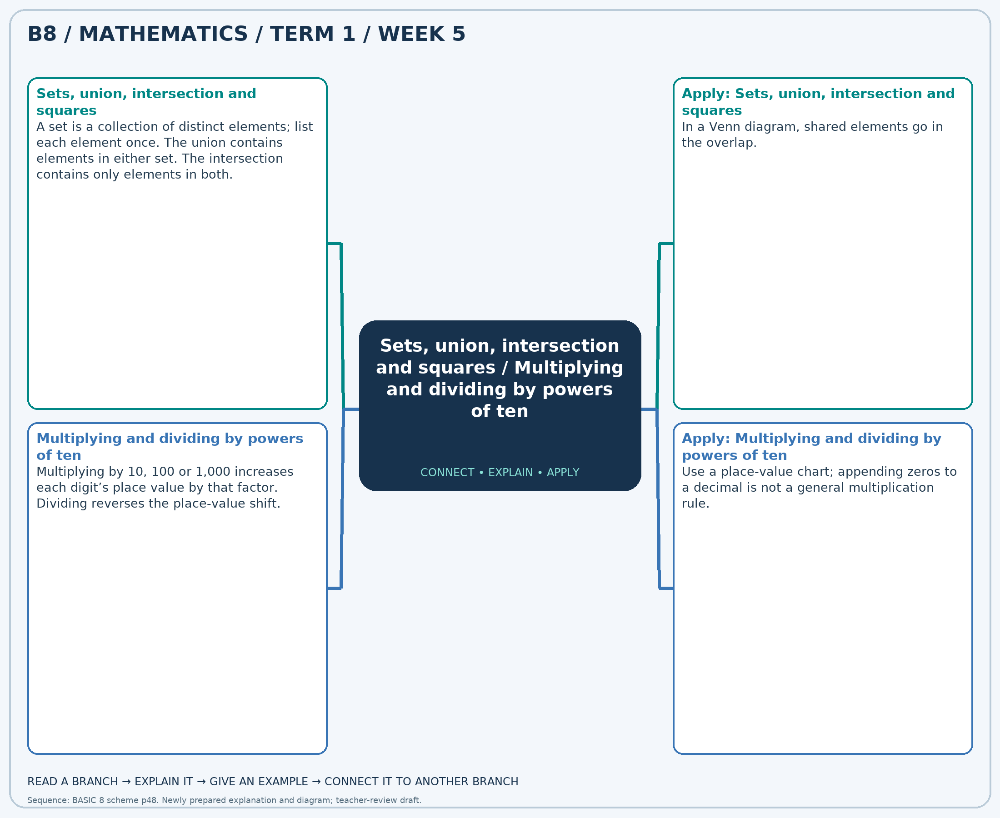 B8 / MATHEMATICS / TERM 1 / WEEK 5
Sets, union, intersection and
squares
A set is a collection of distinct elements; list
each element once. The union contains
elements in either set. The intersection
contains only elements in both.
Apply: Sets, union, intersection and
squares
In a Venn diagram, shared elements go in
the overlap.
Sets, union, intersection
and squares / Multiplying
and dividing by powers
of ten
CONNECT • EXPLAIN • APPLY
Multiplying and dividing by powers
of ten
Multiplying by 10, 100 or 1,000 increases
each digit’s place value by that factor.
Dividing reverses the place-value shift.
Apply: Multiplying and dividing by
powers of ten
Use a place-value chart; appending zeros to
a decimal is not a general multiplication
rule.
READ A BRANCH → EXPLAIN IT → GIVE AN EXAMPLE → CONNECT IT TO ANOTHER BRANCH
Sequence: BASIC 8 scheme p48. Newly prepared explanation and diagram; teacher-review draft.